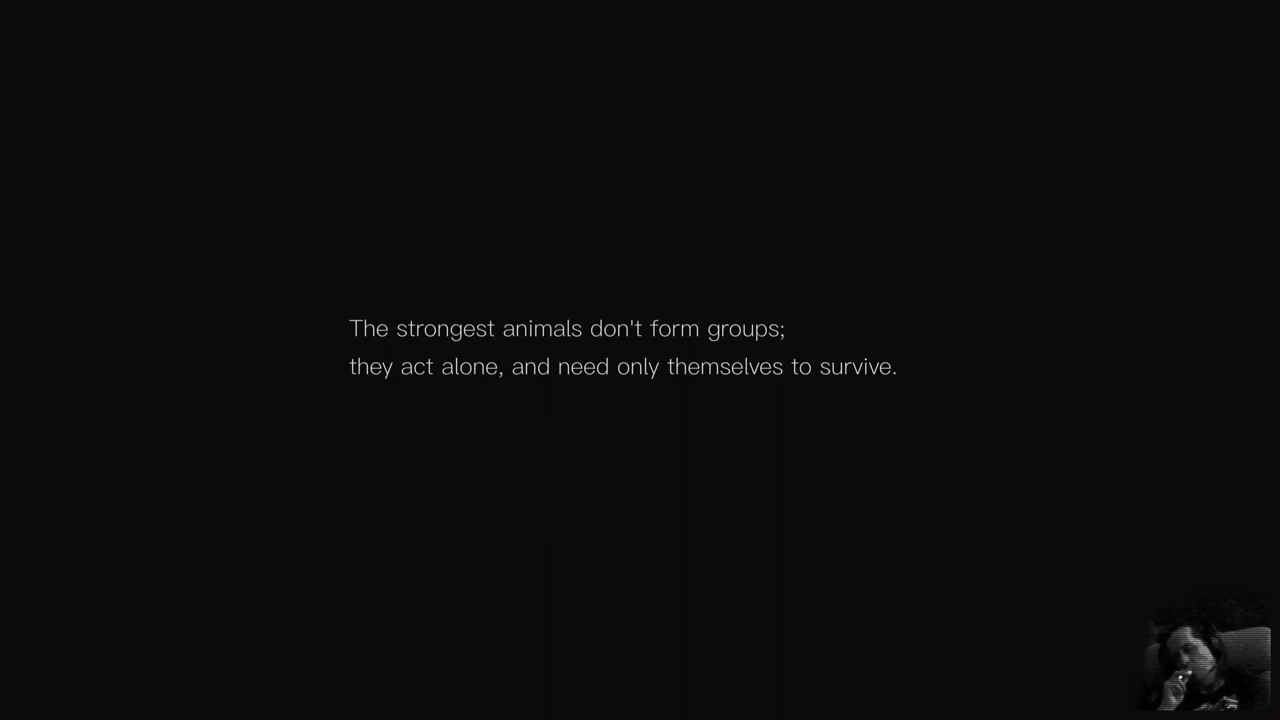 The strongest animals don't form groups;
they act alone, and need only themselves to survive.